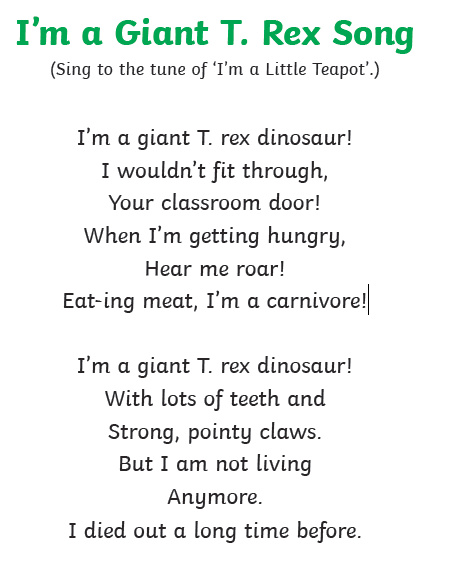 I'm a Giant T. Rex Song
(Sing to the tune of 'I'm a Little Teapot'.)
I'm a giant T. rex dinosaur!
I wouldn't fit through,
Your classroom door!
When I'm getting hungry,
Hear me roar!
Eat-ing meat, I'm a carnivore!
I'm a giant T. rex dinosaur!
With lots of teeth and
Strong, pointy claws.
But I am not living
Anymore.
I died out a long time before.